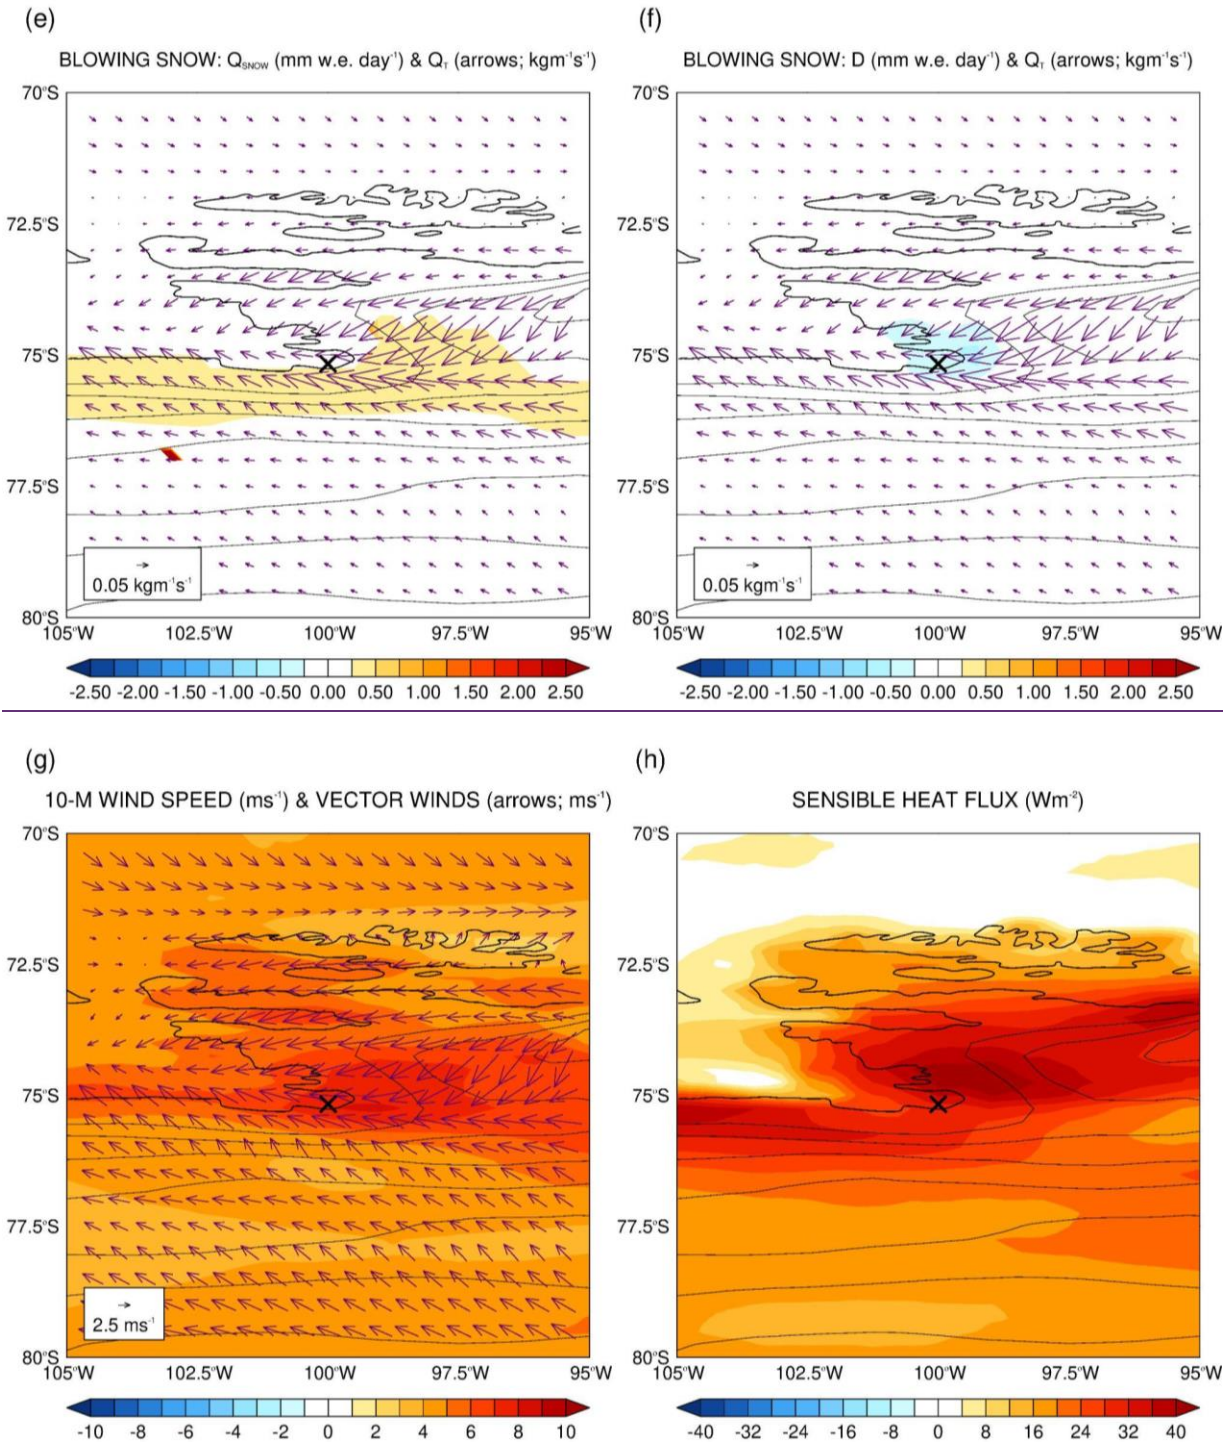 (e)
BLOWING SNOW: Q_SNOW (mm w.e. day⁻¹) & Q_T (arrows; kgm⁻¹s⁻¹)
70°S
72.5°S
75°S
77.5°S
80°S
0.05 kgm⁻¹s⁻¹
105°W 102.5°W 100°W 97.5°W 95°W
-2.50 -2.00 -1.50 -1.00 -0.50 0.00 0.50 1.00 1.50 2.00 2.50
(f)
BLOWING SNOW: D (mm w.e. day⁻¹) & Q_T (arrows; kgm⁻¹s⁻¹)
70°S
72.5°S
75°S
77.5°S
80°S
0.05 kgm⁻¹s⁻¹
105°W 102.5°W 100°W 97.5°W 95°W
-2.50 -2.00 -1.50 -1.00 -0.50 0.00 0.50 1.00 1.50 2.00 2.50
(g)
10-M WIND SPEED (ms⁻¹) & VECTOR WINDS (arrows; ms⁻¹)
70°S
72.5°S
75°S
77.5°S
80°S
2.5 ms⁻¹
105°W 102.5°W 100°W 97.5°W 95°W
-10 -8 -6 -4 -2 0 2 4 6 8 10
(h)
SENSIBLE HEAT FLUX (Wm⁻²)
70°S
72.5°S
75°S
77.5°S
80°S
105°W 102.5°W 100°W 97.5°W 95°W
-40 -32 -24 -16 -8 0 8 16 24 32 40